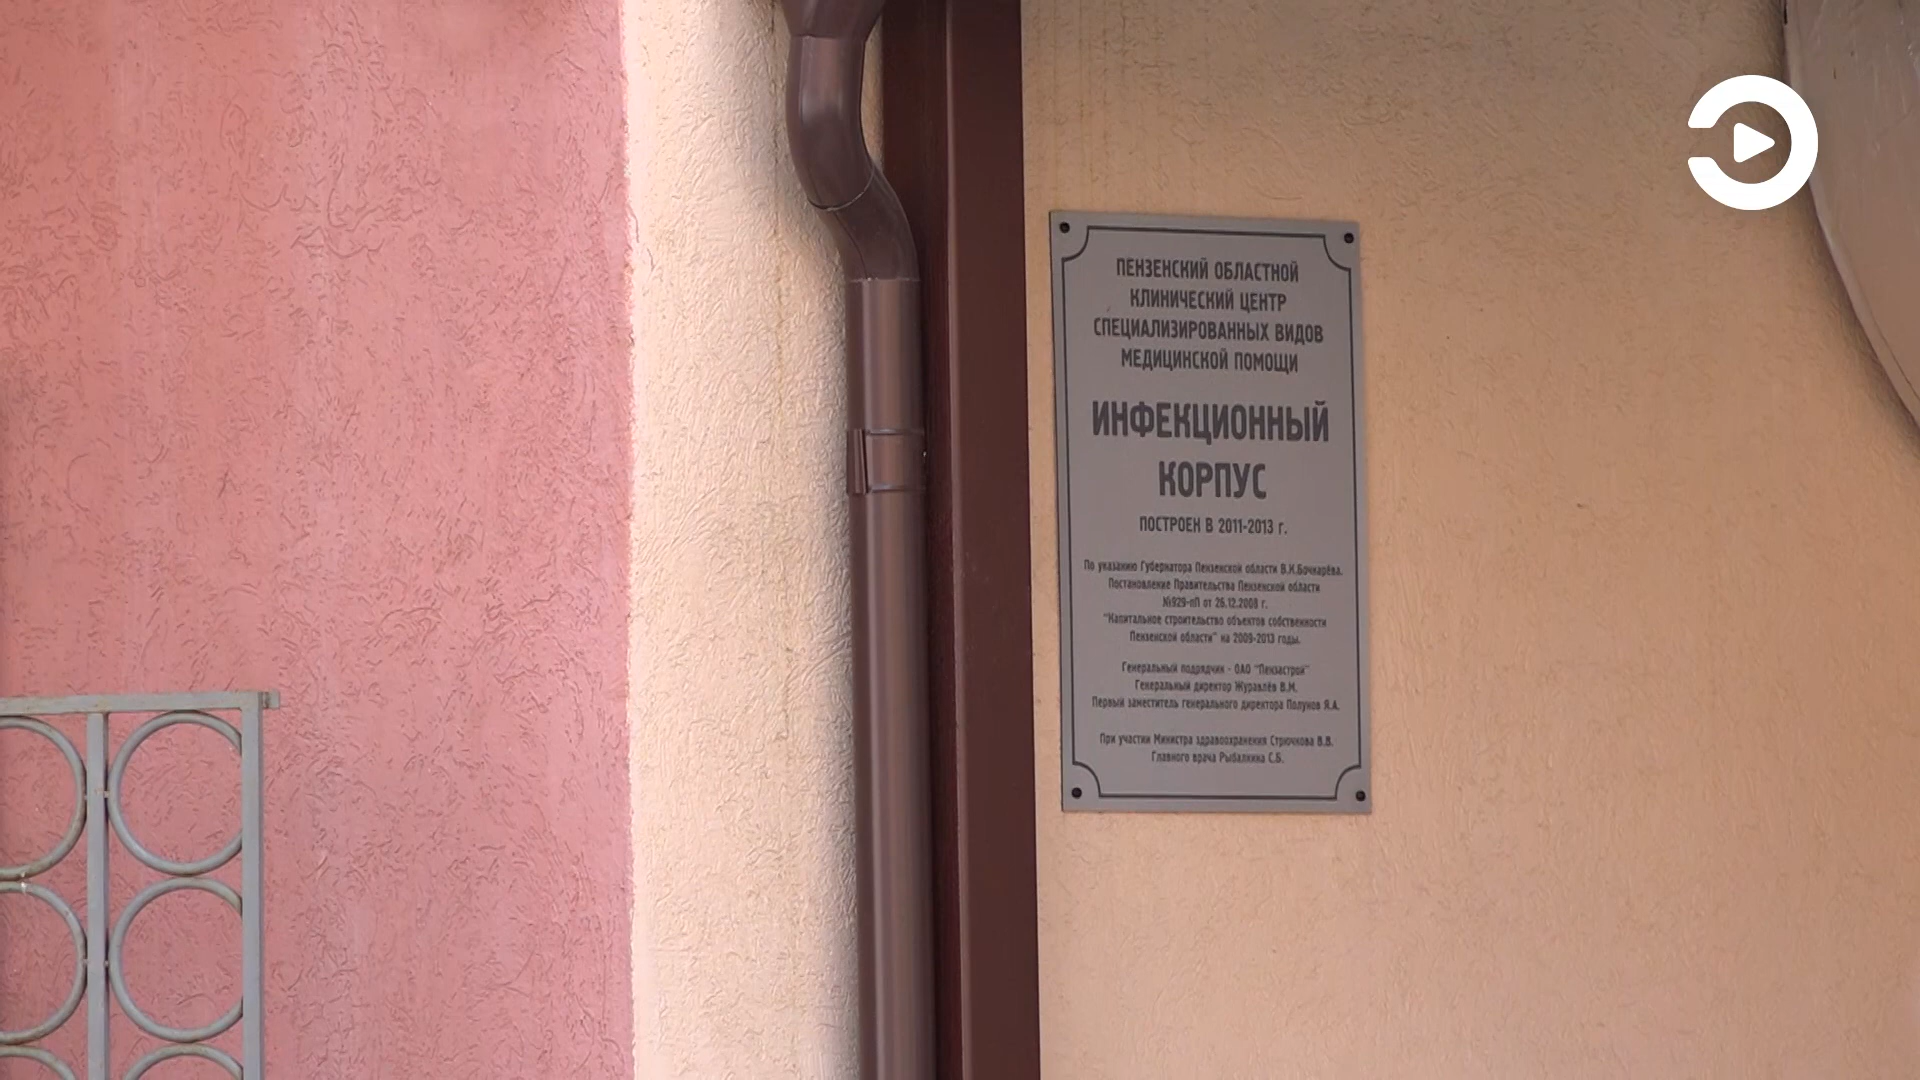 ПЕНЗЕНСКИЙ ОБЛАСТНОЙ
КЛИНИЧЕСКИЙ ЦЕНТР
СПЕЦИАЛИЗИРОВАННЫХ ВИДОВ
МЕДИЦИНСКОЙ ПОМОЩИ
ИНФЕКЦИОННЫЙ
КОРПУС
ПОСТРОЕН В 2011-2013 г.
По указанию Губернатора Пензенской области В.К.Бочкарёва.
Постановление Правительства Пензенской области
№929-пП от 26.12.2008 г.
"Капитальное строительство объектов собственности
Пензенской области" на 2009-2013 годы.
Генеральный подрядчик - ОАО "Пензастрой"
Генеральный директор Журавлёв В.М.
Первый заместитель генерального директора Полунов Я.А.
При участии Министра здравоохранения Стрючкова В.В.
Главного врача Рыбалкина С.Б.